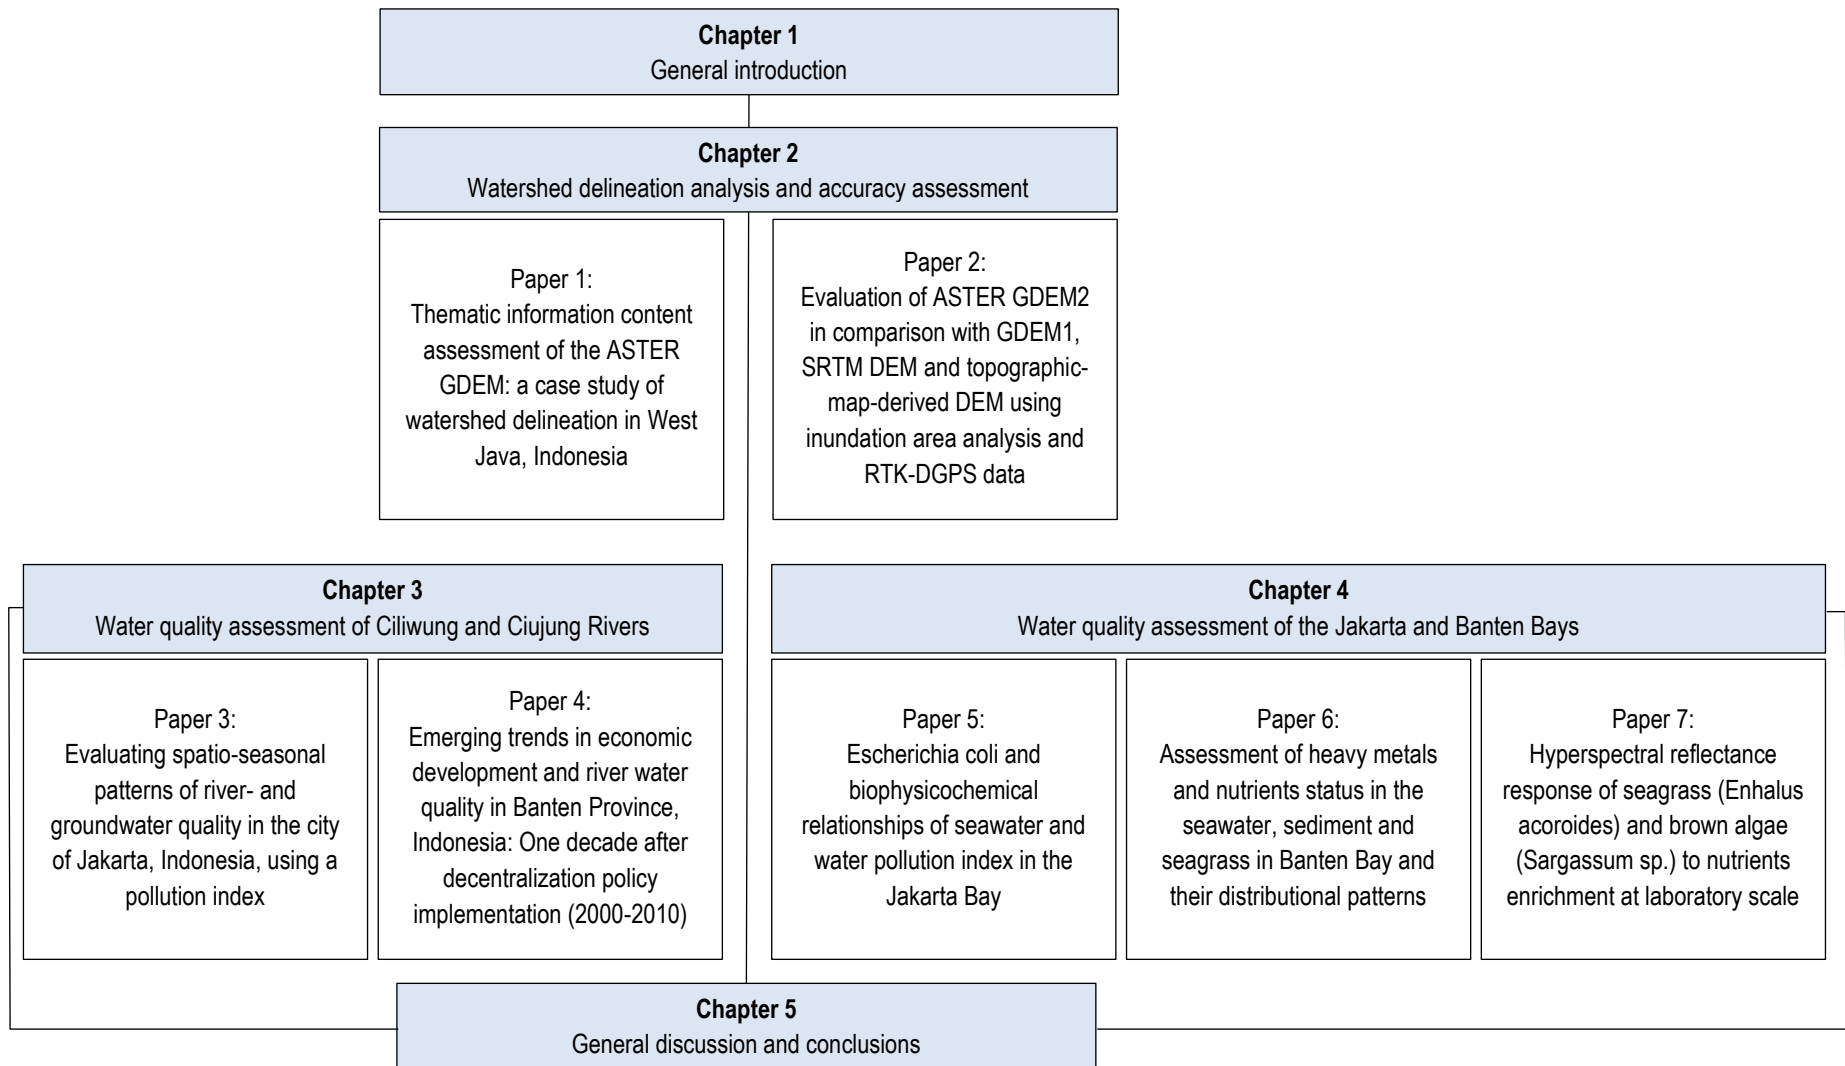 Chapter 1
General introduction
Chapter 2
Watershed delineation analysis and accuracy assessment
Paper 1:
Thematic information content
assessment of the ASTER
GDEM: a case study of
watershed delineation in West
Java, Indonesia
Paper 2:
Evaluation of ASTER GDEM2
in comparison with GDEM1,
SRTM DEM and topographic-
map-derived DEM using
inundation area analysis and
RTK-DGPS data
Chapter 3
Water quality assessment of Ciliwung and Ciujung Rivers
Paper 3:
Evaluating spatio-seasonal
patterns of river- and
groundwater quality in the city
of Jakarta, Indonesia, using a
pollution index
Paper 4:
Emerging trends in economic
development and river water
quality in Banten Province,
Indonesia: One decade after
decentralization policy
implementation (2000-2010)
Chapter 4
Water quality assessment of the Jakarta and Banten Bays
Paper 5:
Escherichia coli and
biophysicochemical
relationships of seawater and
water pollution index in the
Jakarta Bay
Paper 6:
Assessment of heavy metals
and nutrients status in the
seawater, sediment and
seagrass in Banten Bay and
their distributional patterns
Paper 7:
Hyperspectral reflectance
response of seagrass (Enhalus
acoroides) and brown algae
(Sargassum sp.) to nutrients
enrichment at laboratory scale
Chapter 5
General discussion and conclusions